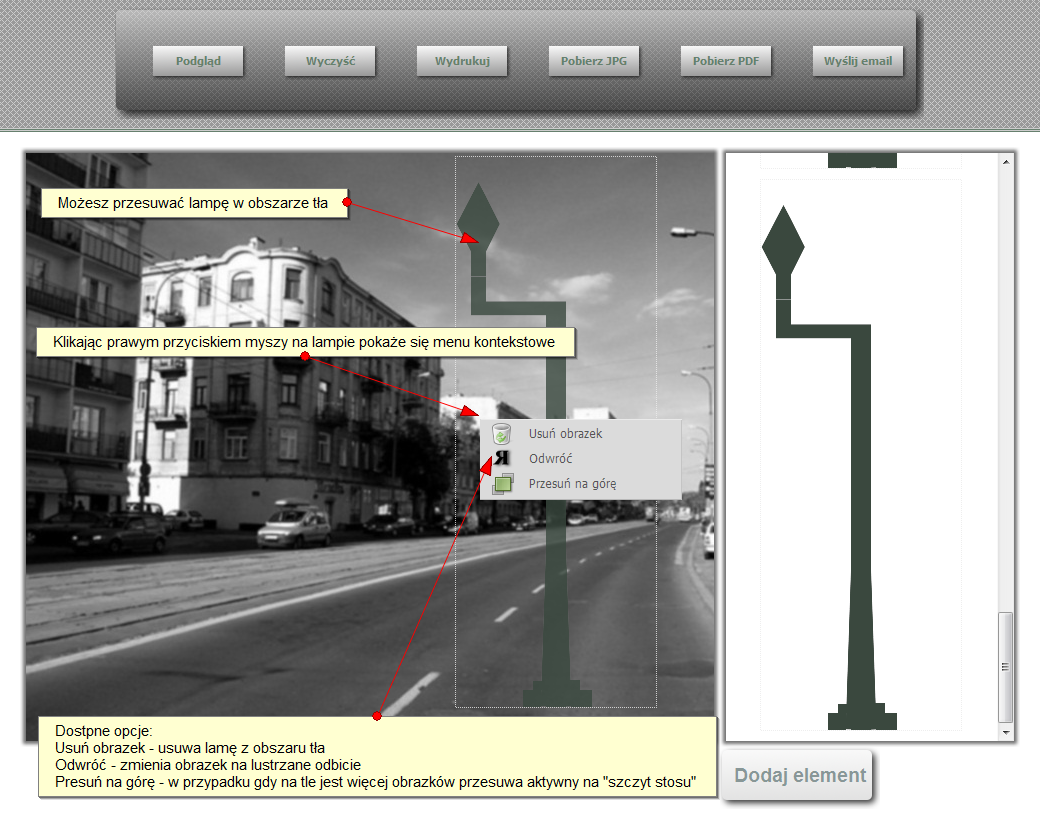 Podgląd
Wyczyść
Wydrukuj
Pobierz JPG
Pobierz PDF
Wyślij email
Możesz przesuwać lampę w obszarze tła
Klikając prawym przyciskiem myszy na lampie pokaże się menu kontekstowe
Usuń obrazek
Odwróć
Przesuń na górę
Dostpne opcje:
Usuń obrazek - usuwa lamę z obszaru tła
Odwróć - zmienia obrazek na lustrzane odbicie
Presuń na górę - w przypadku gdy na tle jest więcej obrazków przesuwa aktywny na "szczyt stosu"
Dodaj element